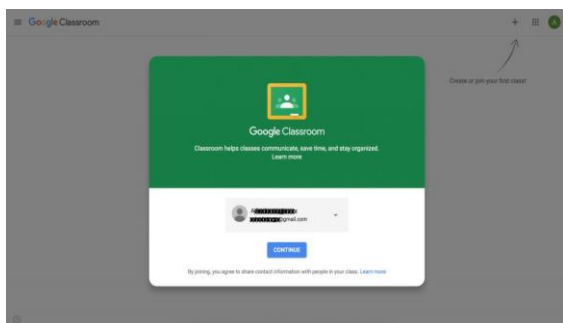 Google Classroom
A
Create or join your first class!
Google Classroom
Classroom helps classes communicate, save time, and stay organized.
Learn more
@gmail.com
CONTINUE
By joining, you agree to share contact information with people in your class. Learn more